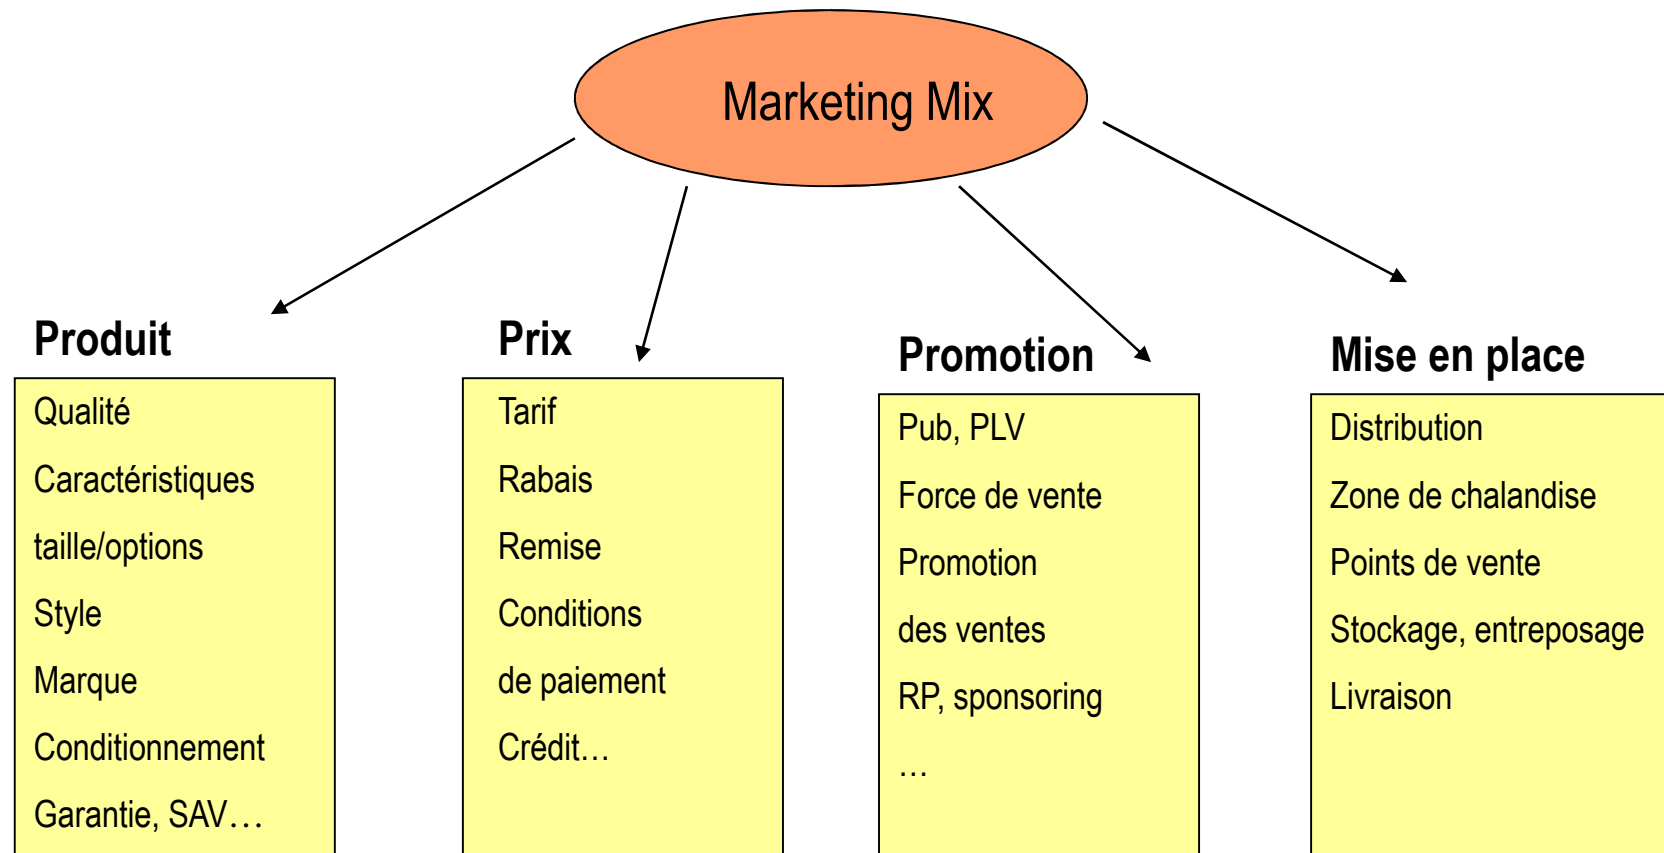 Marketing Mix
Produit
Qualité
Caractéristiques
taille/options
Style
Marque
Conditionnement
Garantie, SAV…
Prix
Tarif
Rabais
Remise
Conditions
de paiement
Crédit…
Promotion
Pub, PLV
Force de vente
Promotion
des ventes
RP, sponsoring
…
Mise en place
Distribution
Zone de chalandise
Points de vente
Stockage, entreposage
Livraison